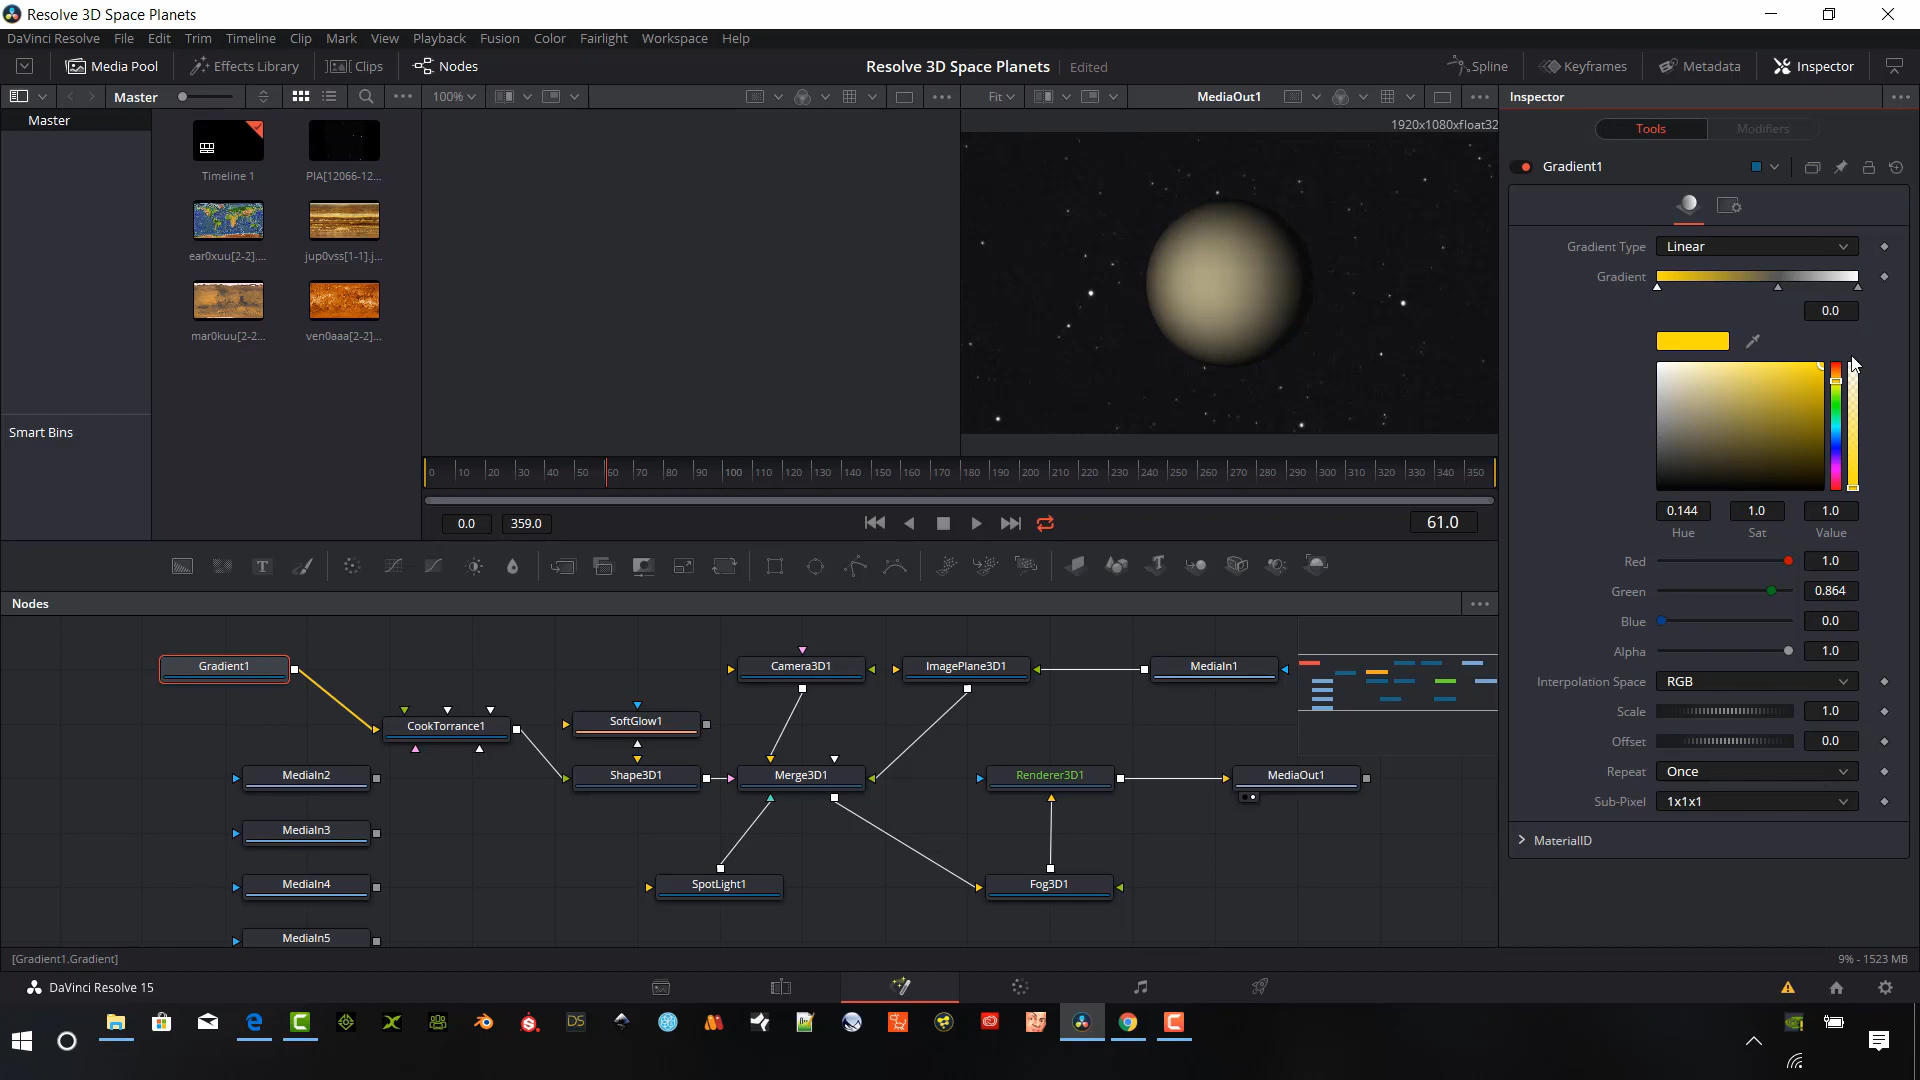 Resolve 3D Space Planets
DaVinci Resolve File Edit Trim Timeline Clip Mark View Playback Fusion Color Fairlight Workspace Help
Media Pool Effects Library Clips Nodes Resolve 3D Space Planets Edited Spline Keyframes Metadata Inspector
Master 100% Fit MediaOut1 Inspector
Master
1920x1080xfloat32
Tools Modifiers
Timeline 1 PIA[12066-12...
Gradient1
ear0xuu[2-2].... jup0vss[1-1].j...
mar0kuu[2-2... ven0aaa[2-2]...
Gradient Type Linear
Gradient
0.0
0.144 1.0 1.0
Hue Sat Value
Smart Bins
0 10 20 30 40 50 60 70 80 90 100 110 120 130 140 150 160 170 180 190 200 210 220 230 240 250 260 270 280 290 300 310 320 330 340 350
0.0 359.0 61.0
Red 1.0
Green 0.864
Blue 0.0
Alpha 1.0
Interpolation Space RGB
Scale 1.0
Offset 0.0
Repeat Once
Sub-Pixel 1x1x1
MaterialID
Nodes
Gradient1 Camera3D1 ImagePlane3D1 MediaIn1
CookTorrance1 SoftGlow1
MediaIn2 Shape3D1 Merge3D1 Renderer3D1 MediaOut1
MediaIn3
MediaIn4 SpotLight1 Fog3D1
MediaIn5
[Gradient1.Gradient] 9% - 1523 MB
DaVinci Resolve 15
DS